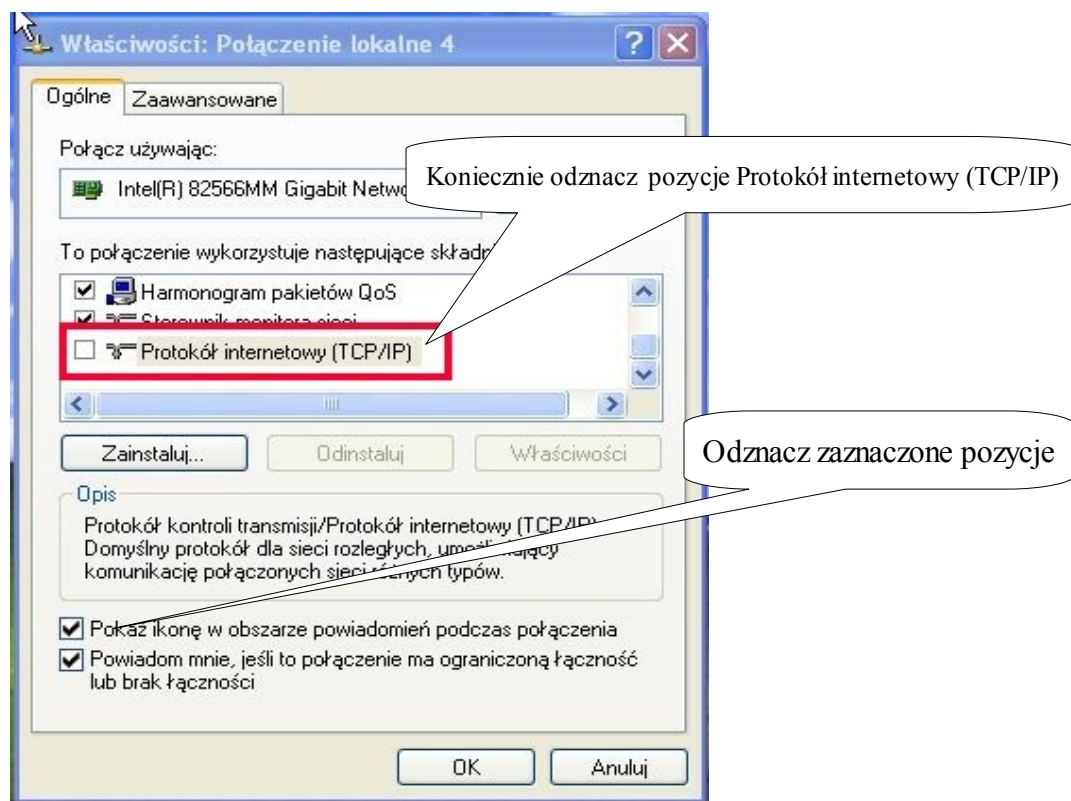 Właściwości: Połączenie lokalne 4
Ogólne Zaawansowane
Połącz używając:
Intel(R) 82566MM Gigabit
Koniecznie odznacz pozycje Protokół internetowy (TCP/IP)
To połączenie wykorzystuje następujące
Harmonogram pakietów QoS
Sterownik monitora sieci
Protokół internetowy (TCP/IP)
Zainstaluj... Odinstaluj Właściwości
Odznacz zaznaczone pozycje
Opis
Protokół kontroli transmisji/Protokół internetowy (TCP/IP).
Domyślny protokół dla sieci rozległych, umożliwiający
komunikację połączonych sieci różnych typów.
Pokaż ikonę w obszarze powiadomień podczas połączenia
Powiadom mnie, jeśli to połączenie ma ograniczoną łączność
lub brak łączności
OK Anuluj